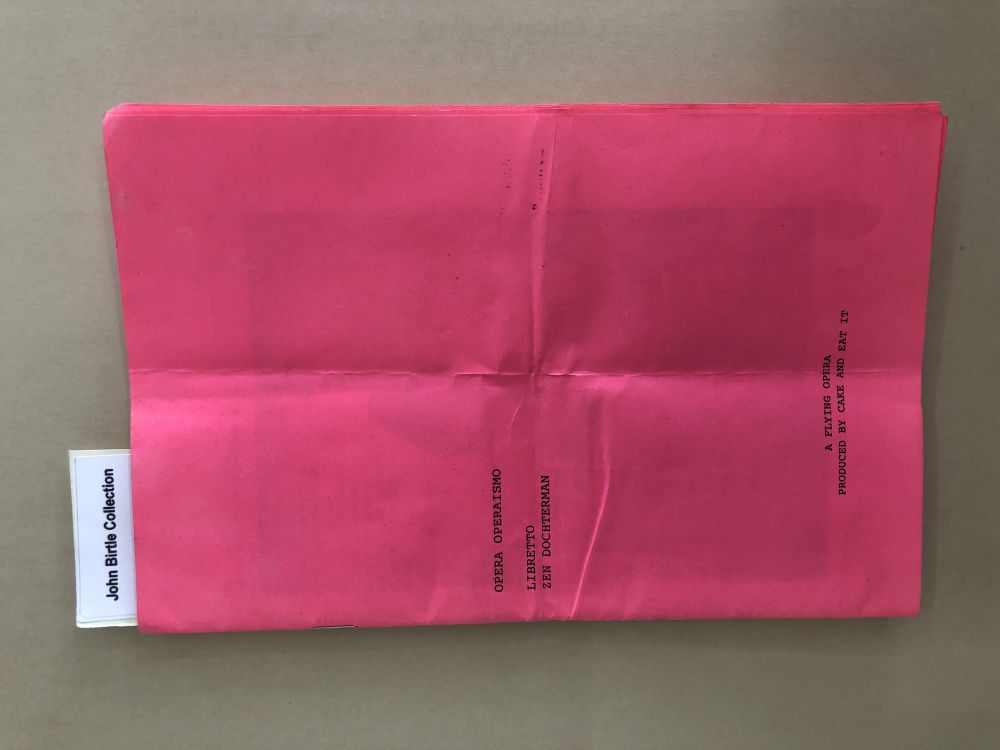 John Birtle Collection
OPERA OPERAISMO
LIBRETTO
ZEN DOCHTERMAN
A FLYING OPERA
PRODUCED BY CAKE AND EAT IT